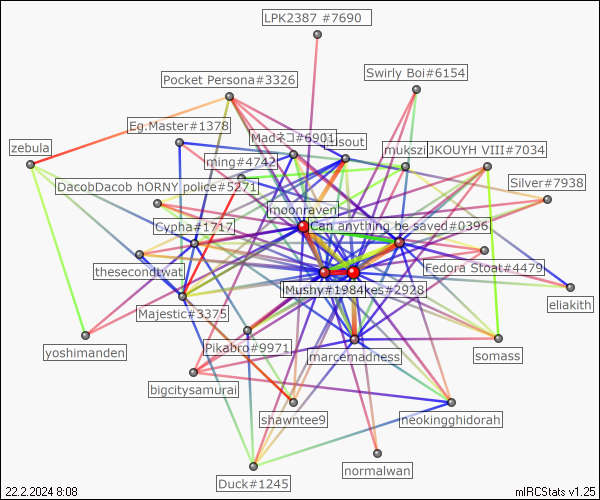 LPK2387 #7690
Swirly Boi#6154
Pocket Persona#3326
Eg.Master#1378
Madネコ#6901
usout
zebula
ming#4742
mukszi
JKOUYH VIII#7034
DacobDacob hORNY police#5271
Silver#7938
moonraven
Cypha#1717
Can anything be saved#0396
thesecondtwat
Fedora Stoat#4479
Mushy#1984
kes#2928
eliakith
Majestic#3375
yoshimanden
Pikabro#9971
marcemadness
somass
bigcitysamurai
shawntee9
neokingghidorah
normalwan
Duck#1245
22.2.2024 8:08
mIRCStats v1.25